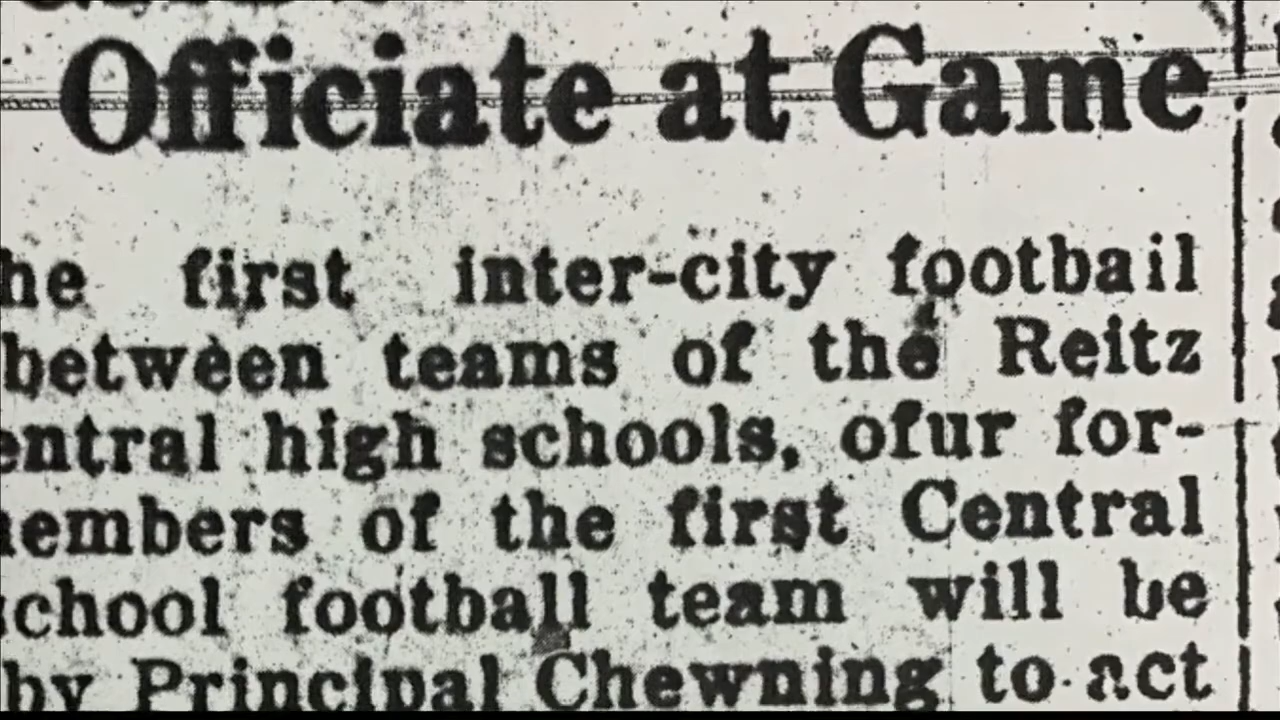 Officiate at Game
he first inter-city football
between teams of the Reitz
entral high schools, ofur for-
embers of the first Central
chool football team will be
by Principal Chewning to act